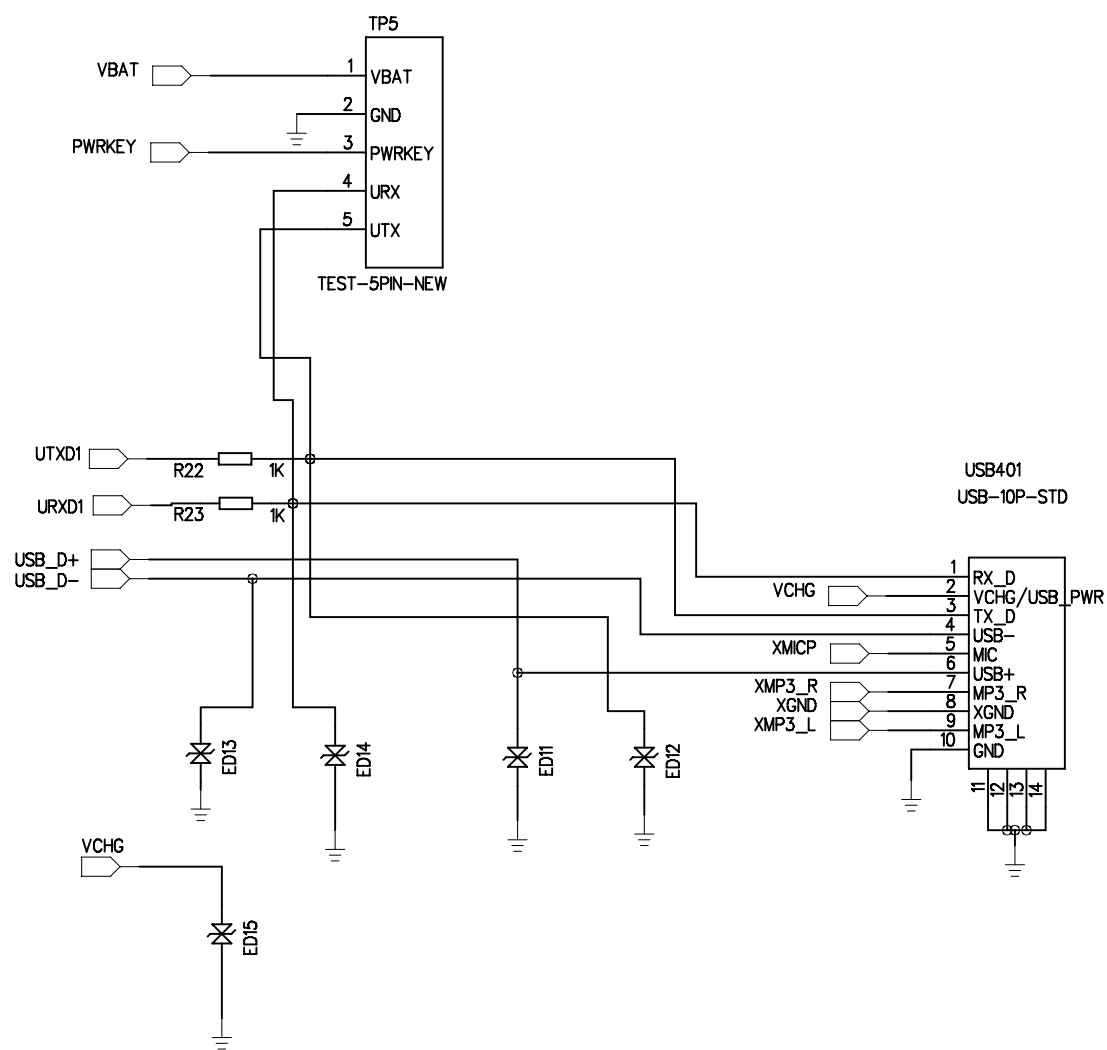 TP5
VBAT
1
VBAT
2
GND
PWRKEY
3
PWRKEY
4
URX
5
UTX
TEST-5PIN-NEW
UTXD1
R22
1K
URXD1
R23
1K
USB_D+
USB_D-
USB401
USB-10P-STD
1
RX_D
VCHG
2
VCHG/USB_PWR
3
TX_D
4
USB-
XMICP
5
MIC
6
USB+
XMP3_R
7
MP3_R
XGND
8
XGND
XMP3_L
9
MP3_L
10
GND
11
12
13
14
ED13
ED14
ED11
ED12
VCHG
ED15